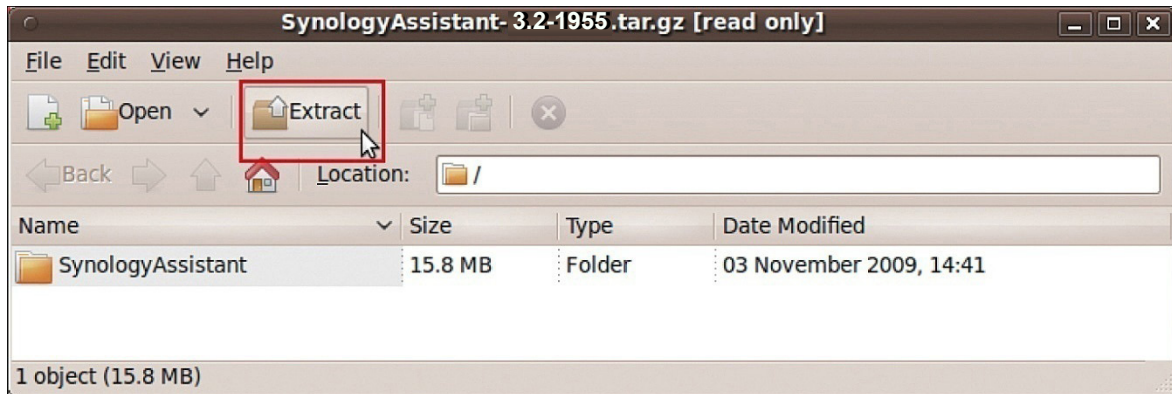 SynologyAssistant- 3.2-1955.tar.gz [read only]
File Edit View Help
Open Extract
Back Location: /
Name Size Type Date Modified
SynologyAssistant 15.8 MB Folder 03 November 2009, 14:41
1 object (15.8 MB)